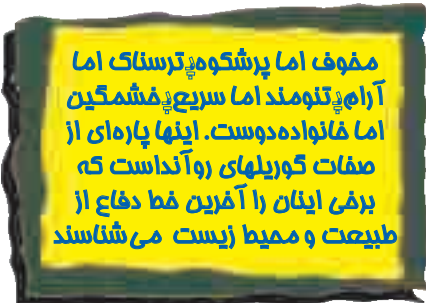 مخوف اما پرشکوه؛ ترسناک اما
آرام؛ تنومند اما سریع؛ خشمگین
اما خانواده‌دوست. اینها پاره‌ای از
صفات گوریلهای روآنداست که
برخی اینان را آخرین خط دفاع از
طبیعت و محیط زیست می‌شناسند